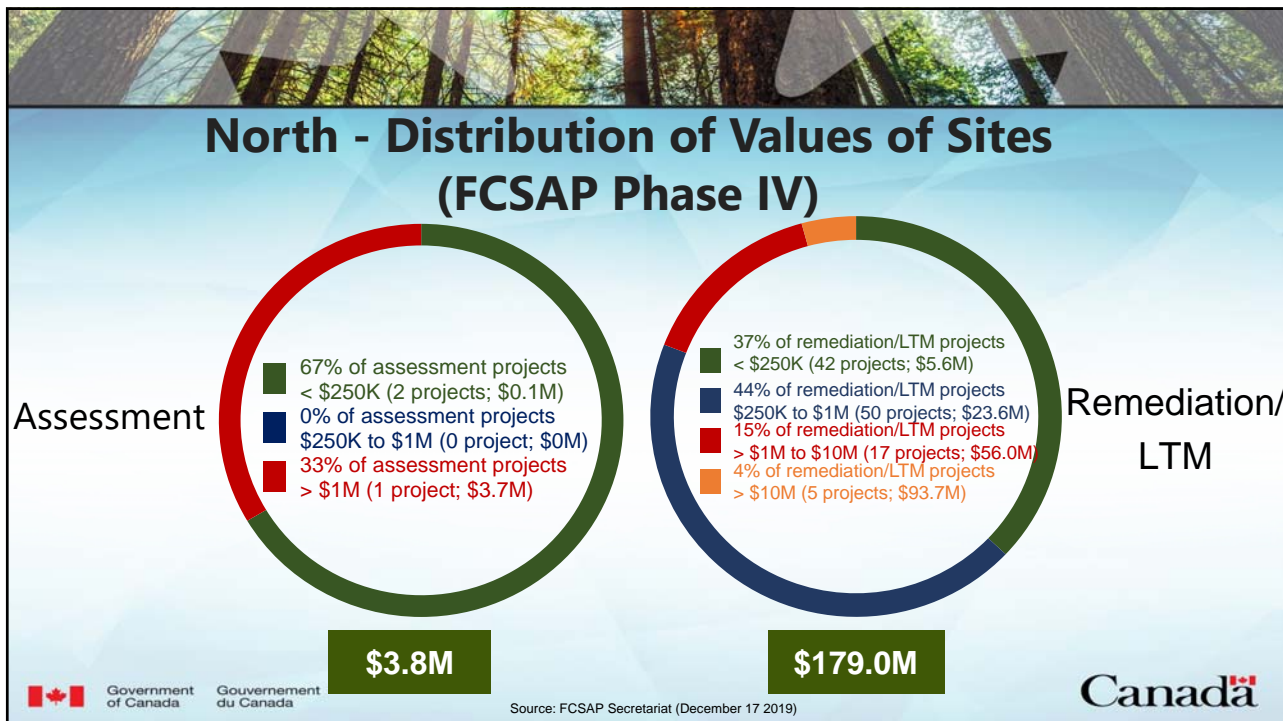 North - Distribution of Values of Sites
(FCSAP Phase IV)
Assessment
67% of assessment projects
< $250K (2 projects; $0.1M)
0% of assessment projects
$250K to $1M (0 project; $0M)
33% of assessment projects
> $1M (1 project; $3.7M)
37% of remediation/LTM projects
< $250K (42 projects; $5.6M)
44% of remediation/LTM projects
$250K to $1M (50 projects; $23.6M)
15% of remediation/LTM projects
> $1M to $10M (17 projects; $56.0M)
4% of remediation/LTM projects
> $10M (5 projects; $93.7M)
Remediation/
LTM
$3.8M
$179.0M
Government
of Canada
Gouvernement
du Canada
Source: FCSAP Secretariat (December 17 2019)
Canada